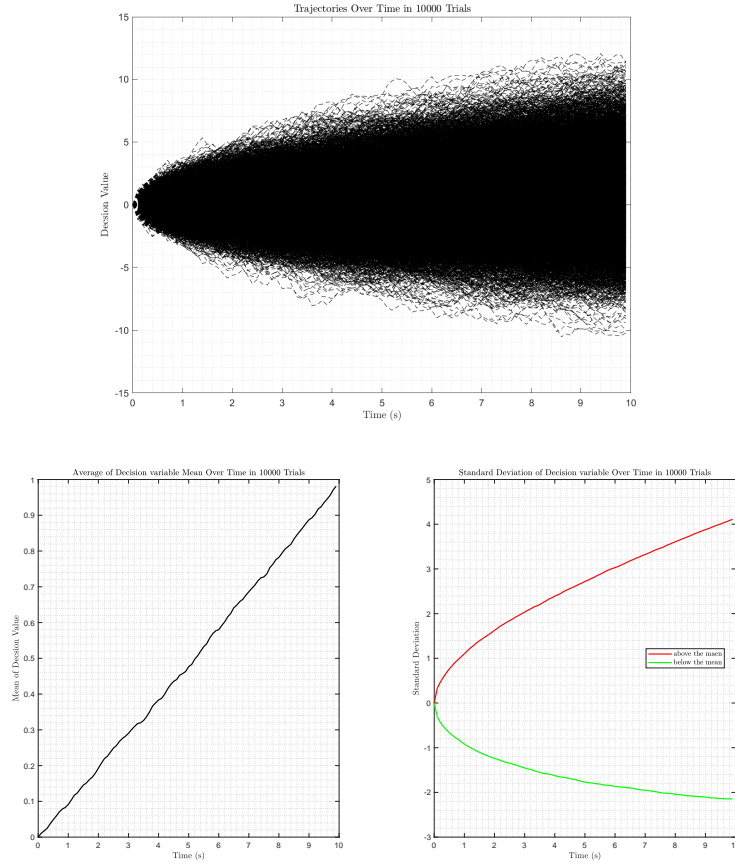 Trajectories Over Time in 10000 Trials
15
10
5
0
-5
-10
-15
Decsion Value
0 1 2 3 4 5 6 7 8 9 10
Time (s)
Average of Decision variable Mean Over Time in 10000 Trials
1
0.9
0.8
0.7
0.6
0.5
0.4
0.3
0.2
0.1
0
Mean of Decsion Value
0 1 2 3 4 5 6 7 8 9 10
Time (s)
Standard Deviation of Decision variable Over Time in 10000 Trials
5
4
3
2
1
0
-1
-2
-3
Standard Deviation
above the maen
below the mean
0 1 2 3 4 5 6 7 8 9 1
Time (s)